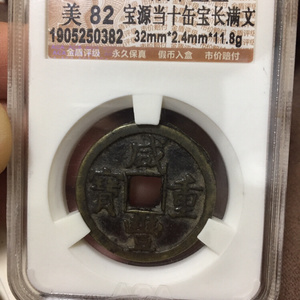 美 82 宝源当十缶宝长满文
1905250382 32mm*2.4mm*11.8g
金盾评级 永久保真 假币入盒 市价赔付
咸
寳 重
豐